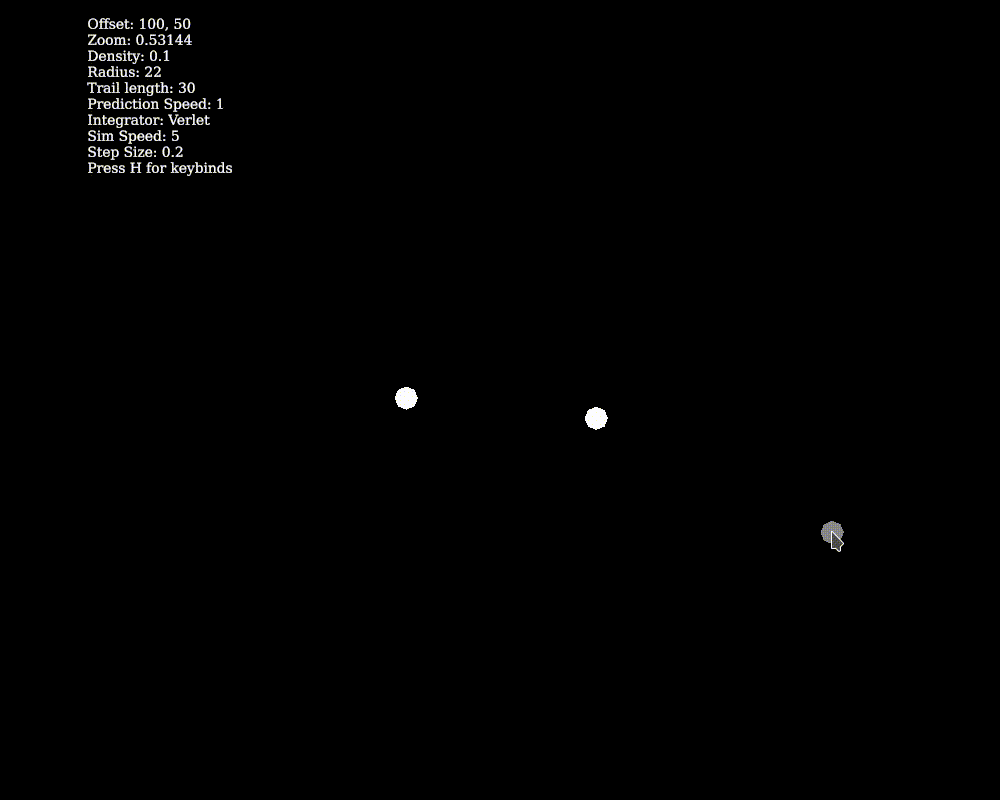 Offset: 100, 50
Zoom: 0.53144
Density: 0.1
Radius: 22
Trail length: 30
Prediction Speed: 1
Integrator: Verlet
Sim Speed: 5
Step Size: 0.2
Press H for keybinds